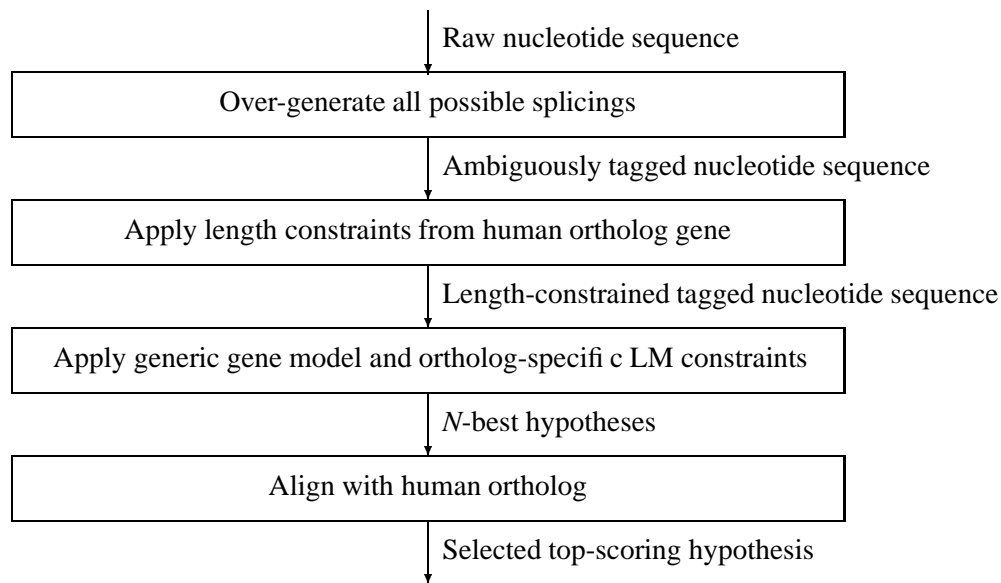 Raw nucleotide sequence
Over-generate all possible splicings
Ambiguously tagged nucleotide sequence
Apply length constraints from human ortholog gene
Length-constrained tagged nucleotide sequence
Apply generic gene model and ortholog-specifi c LM constraints
N-best hypotheses
Align with human ortholog
Selected top-scoring hypothesis